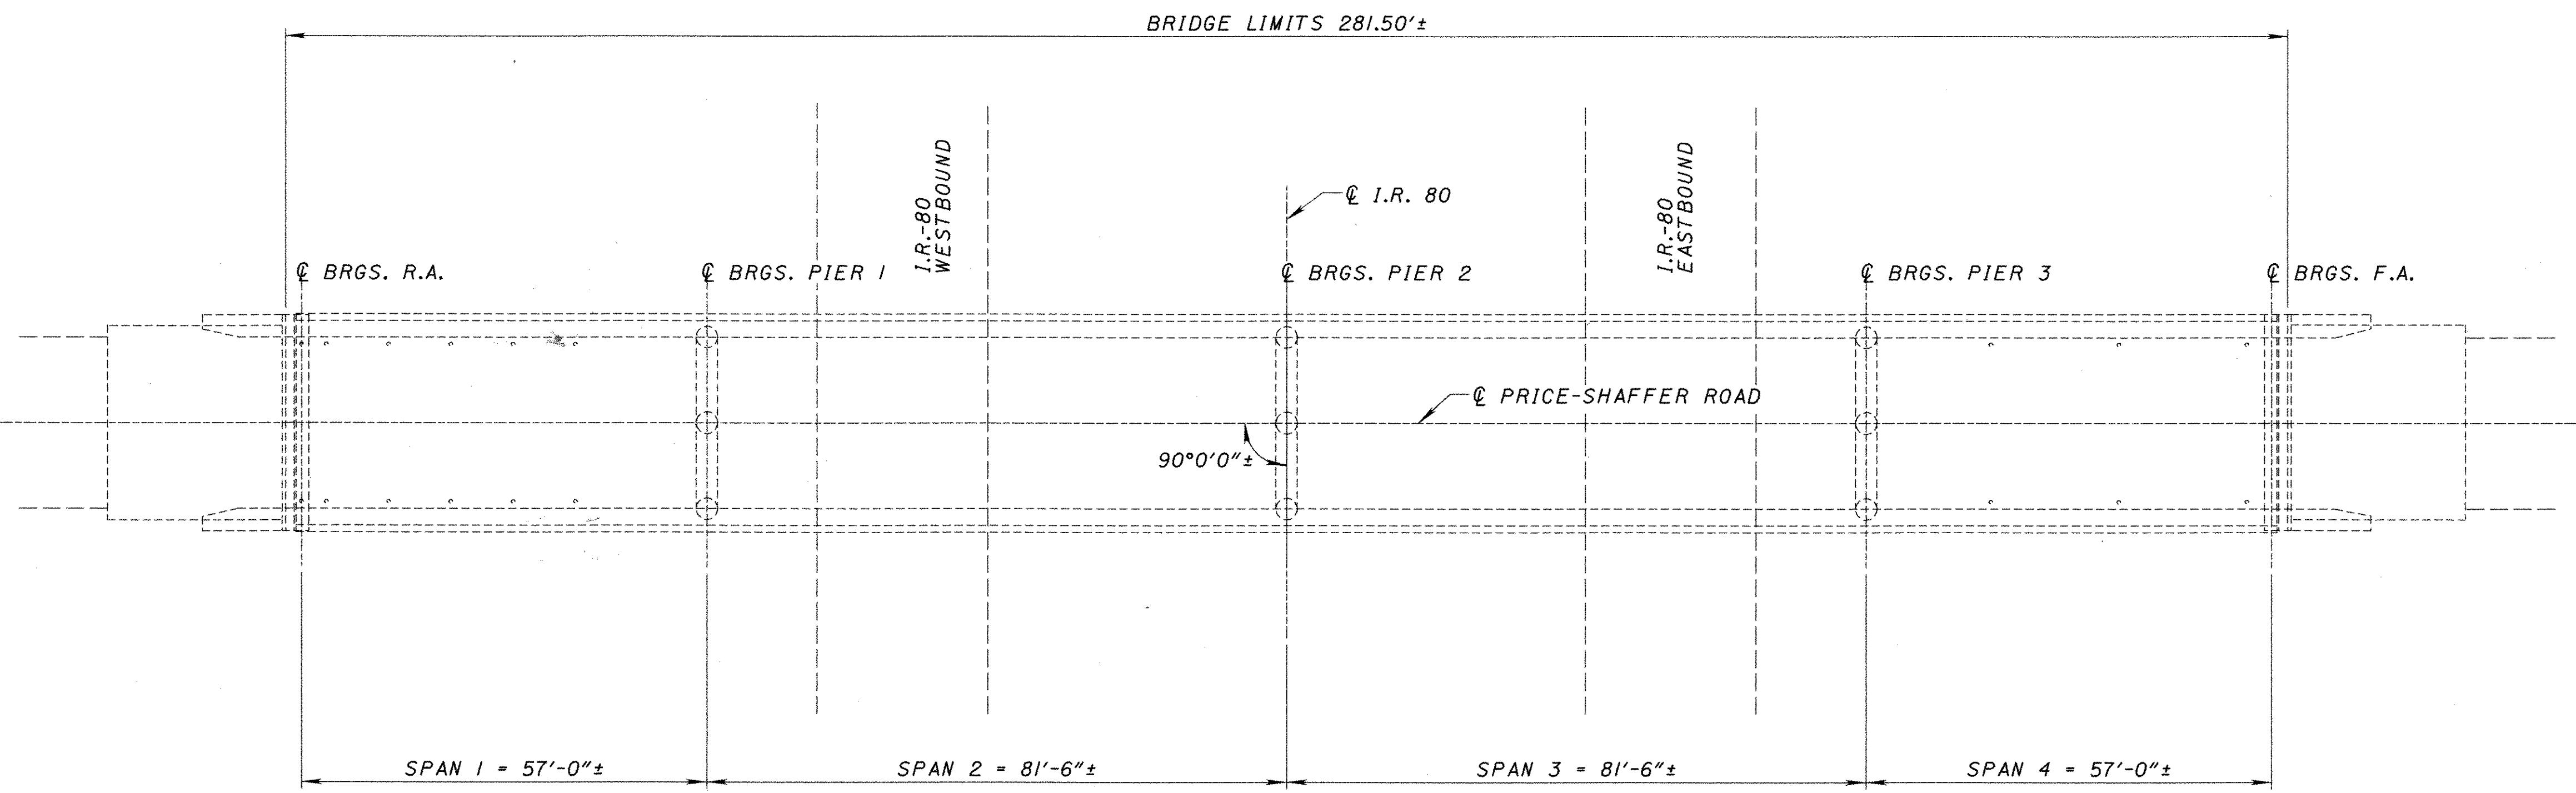 BRIDGE LIMITS 281.50'±
I.R.-80
WESTBOUND
℄ I.R. 80
I.R.-80
EASTBOUND
℄ BRGS. R.A.
℄ BRGS. PIER 1
℄ BRGS. PIER 2
℄ BRGS. PIER 3
℄ BRGS. F.A.
℄ PRICE-SHAFFER ROAD
90°0'0"±
SPAN 1 = 57'-0"±
SPAN 2 = 81'-6"±
SPAN 3 = 81'-6"±
SPAN 4 = 57'-0"±